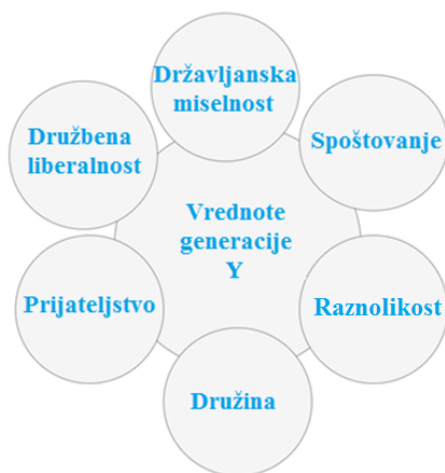 Državljanska
miselnost
Spoštovanje
Družbena
liberalnost
Vrednote
generacije
Y
Prijateljstvo
Raznolikost
Družina